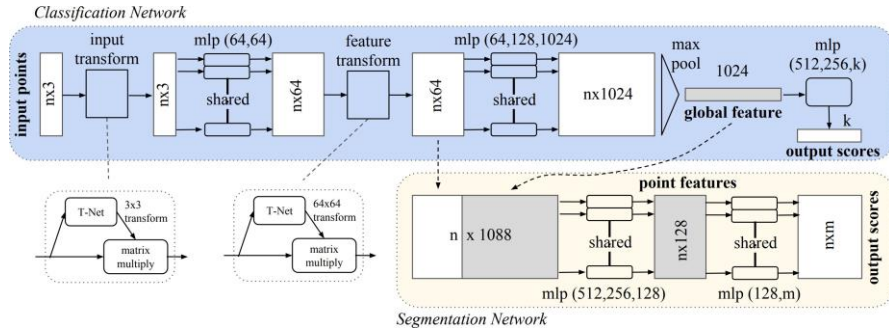 Classification Network
input points
nx3
input
transform
nx3
mlp (64,64)
shared
nx64
feature
transform
nx64
mlp (64,128,1024)
shared
nx1024
max
pool
1024
global feature
mlp
(512,256,k)
k
output scores
T-Net
3x3
transform
matrix
multiply
T-Net
64x64
transform
matrix
multiply
point features
n x 1088
shared
mlp (512,256,128)
nx128
shared
mlp (128,m)
nxm
output scores
Segmentation Network